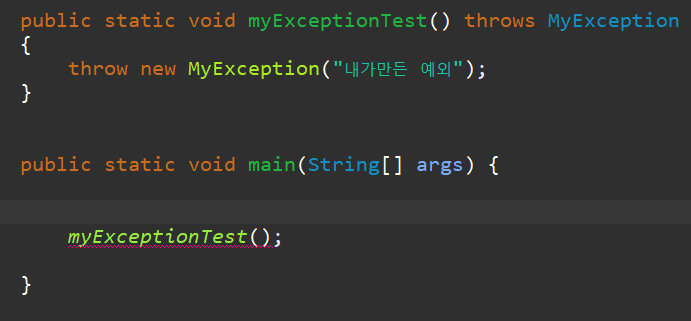 public static void myExceptionTest() throws MyException
{
throw new MyException("내가만든 예외");
}
public static void main(String[] args) {
myExceptionTest();
}